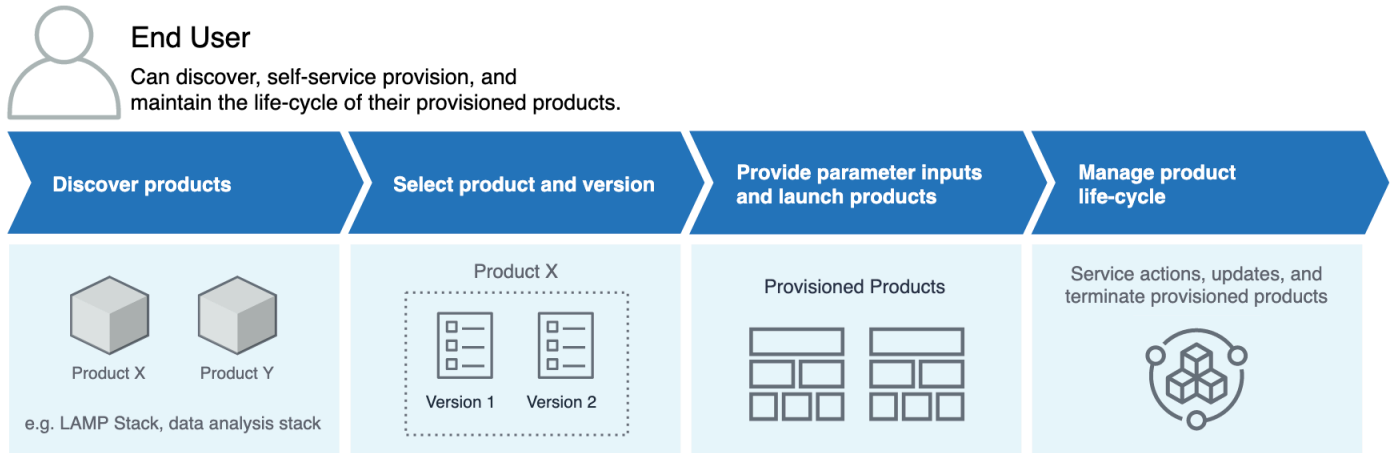 End User
Can discover, self-service provision, and
maintain the life-cycle of their provisioned products.
Discover products
Select product and version
Provide parameter inputs
and launch products
Manage product
life-cycle
Product X
Product Y
e.g. LAMP Stack, data analysis stack
Product X
Version 1
Version 2
Provisioned Products
Service actions, updates, and
terminate provisioned products